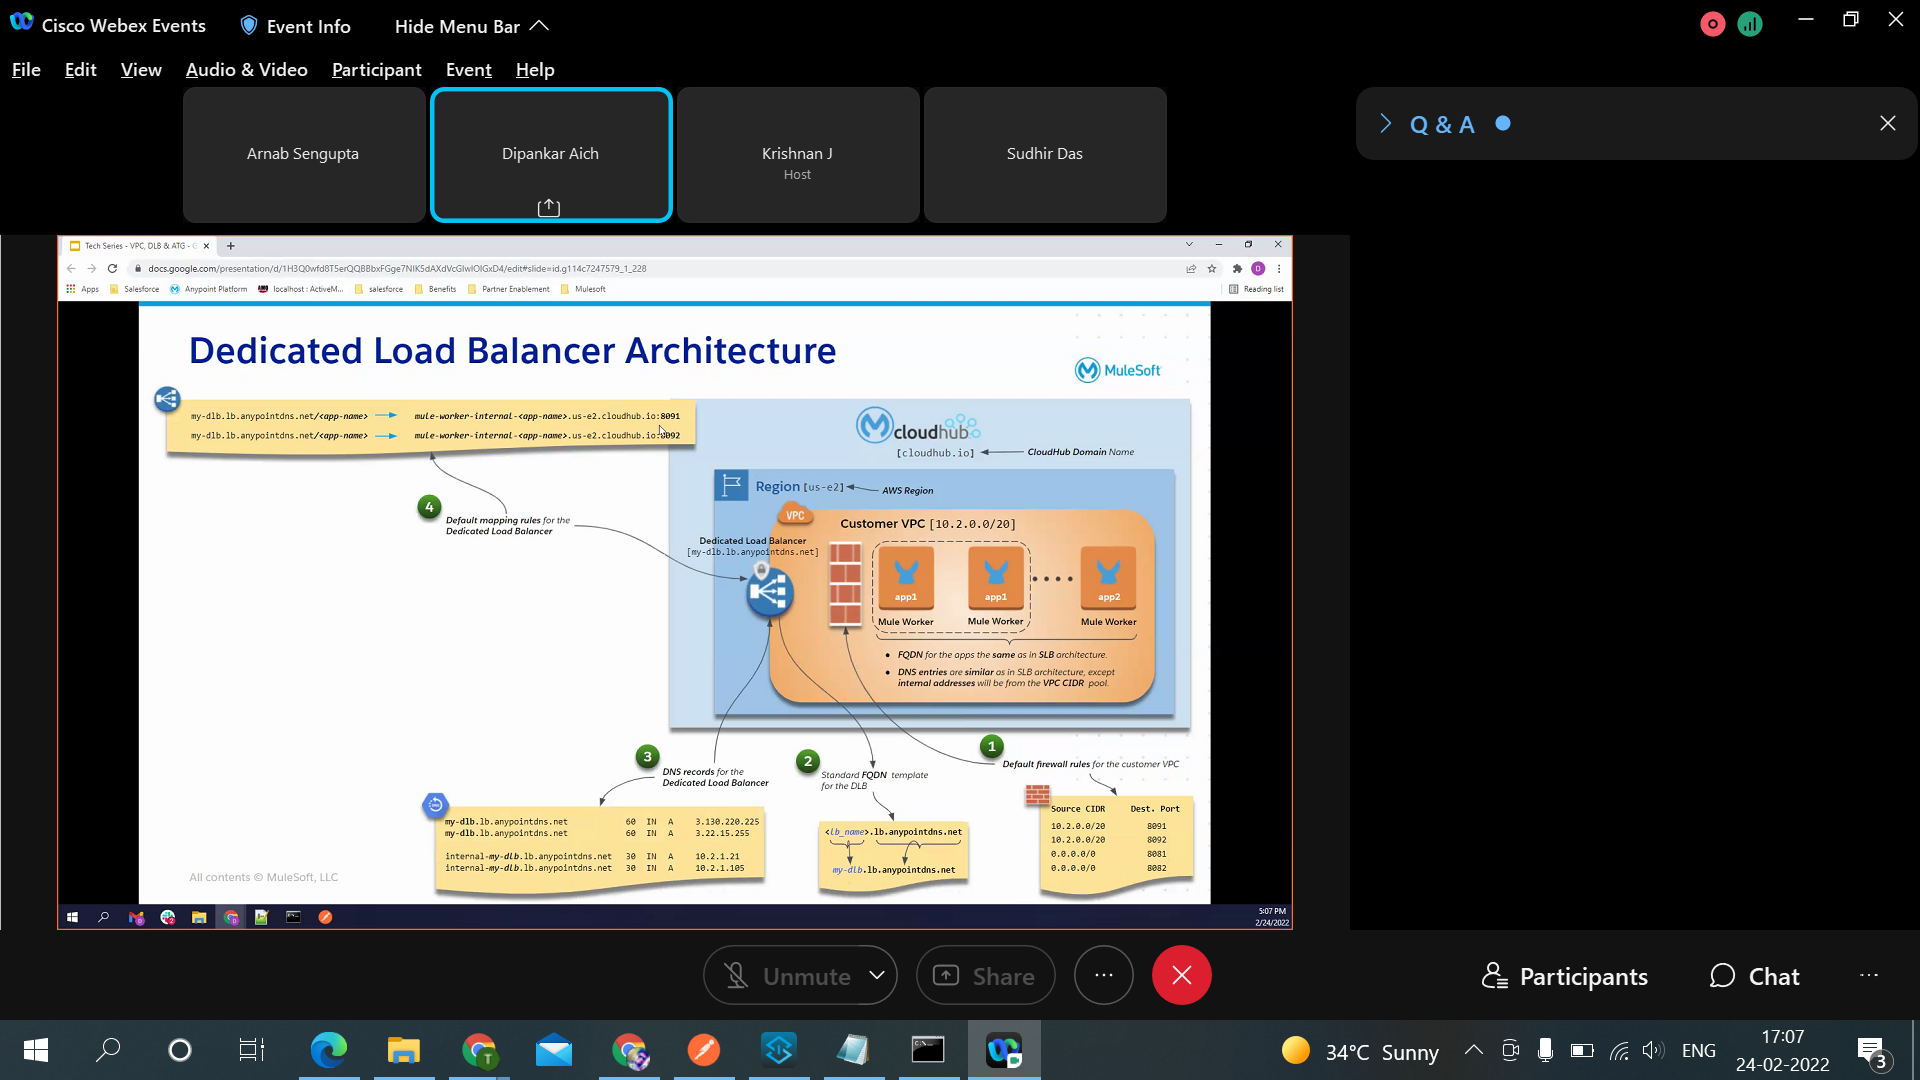 Cisco Webex Events
Event Info
Hide Menu Bar
File Edit View Audio & Video Participant Event Help
Arnab Sengupta
Dipankar Aich
Krishnan J
Host
Sudhir Das
Q & A
Tech Series - VPC, DLB & ATG -
docs.google.com/presentation/d/1H3Q0wfd8T5erQQBBbxFGge7NIK5dAXdVcGlwIOIGxD4/edit#slide=id.g114c7247579_1_228
Apps Salesforce Anypoint Platform localhost : ActiveM... salesforce Benefits Partner Enablement Mulesoft Reading list
Dedicated Load Balancer Architecture
MuleSoft
my-dlb.lb.anypointdns.net/<app-name> mule-worker-internal-<app-name>.us-e2.cloudhub.io:8091
my-dlb.lb.anypointdns.net/<app-name> mule-worker-internal-<app-name>.us-e2.cloudhub.io:8092
cloudhub
[cloudhub.io]
CloudHub Domain Name
Region [us-e2]
AWS Region
VPC
Customer VPC [10.2.0.0/20]
4
Default mapping rules for the
Dedicated Load Balancer
Dedicated Load Balancer
[my-dlb.lb.anypointdns.net]
app1 app1 app2
Mule Worker Mule Worker Mule Worker
• FQDN for the apps the same as in SLB architecture.
• DNS entries are similar as in SLB architecture, except
internal addresses will be from the VPC CIDR pool.
3
DNS records for the
Dedicated Load Balancer
2
Standard FQDN template
for the DLB
1
Default firewall rules for the customer VPC
my-dlb.lb.anypointdns.net 60 IN A 3.130.220.225
my-dlb.lb.anypointdns.net 60 IN A 3.22.15.255
internal-my-dlb.lb.anypointdns.net 30 IN A 10.2.1.21
internal-my-dlb.lb.anypointdns.net 30 IN A 10.2.1.105
<lb_name>.lb.anypointdns.net
my-dlb.lb.anypointdns.net
Source CIDR Dest. Port
10.2.0.0/20 8091
10.2.0.0/20 8092
0.0.0.0/0 8081
0.0.0.0/0 8082
All contents © MuleSoft, LLC
5:07 PM
2/24/2022
Unmute
Share
Participants
Chat
34°C Sunny
ENG
17:07
24-02-2022
3